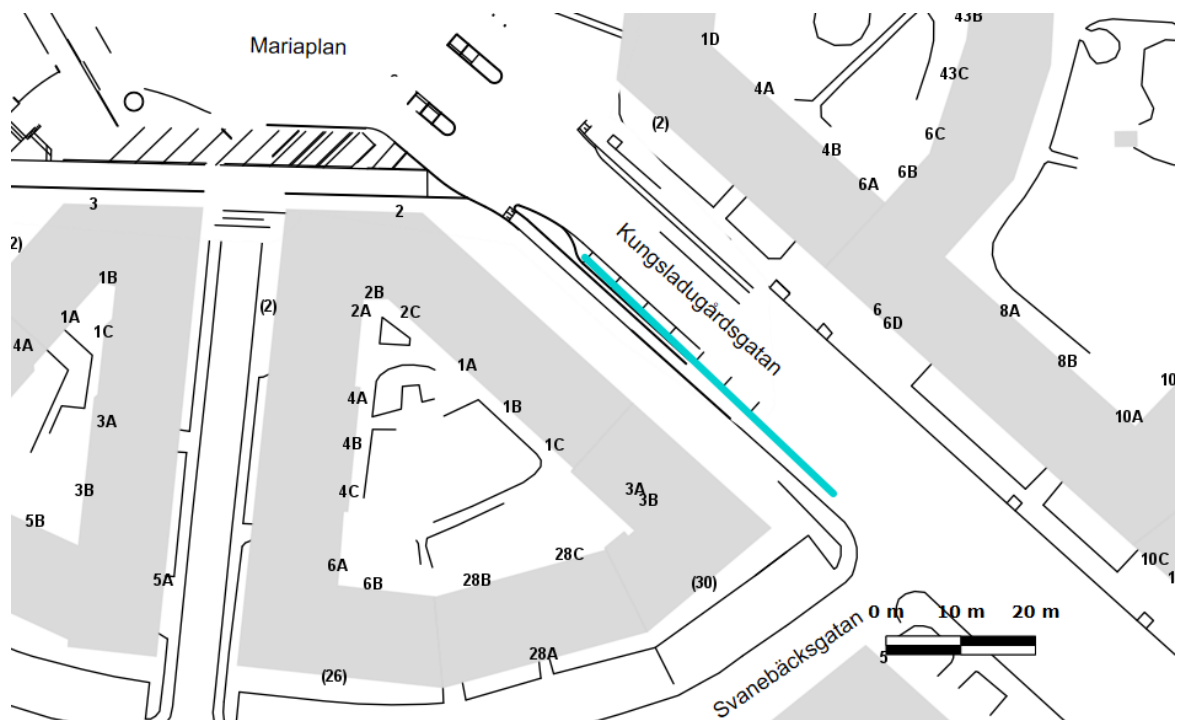 43B
1D
Mariaplan
43C
4A
(2)
6C
4B
6B
6A
3
2
2)
1B
2B
(2)
2A
2C
Kungsladugårdsgatan
6
6D
8A
1A
1C
4A
1A
8B
10
4A
1B
10A
3A
4B
1C
3B
4C
3A
3B
5B
28C
10C
6A
6B
28B
(30)
5A
1
0 m 10 m 20 m
Svanebäcksgatan
28A
5
(26)